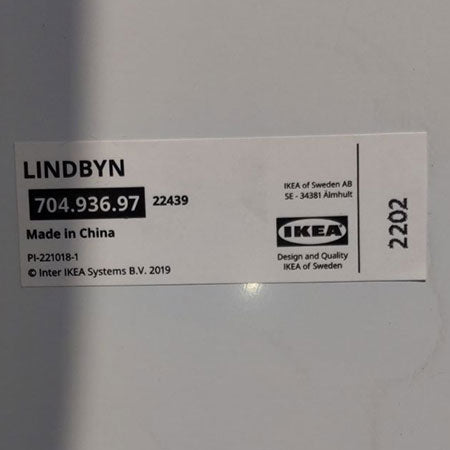 LINDBYN
704.936.97 22439
Made in China
PI-221018-1
© Inter IKEA Systems B.V. 2019
IKEA of Sweden AB
SE - 34381 Älmhult
IKEA
Design and Quality
IKEA of Sweden
2202